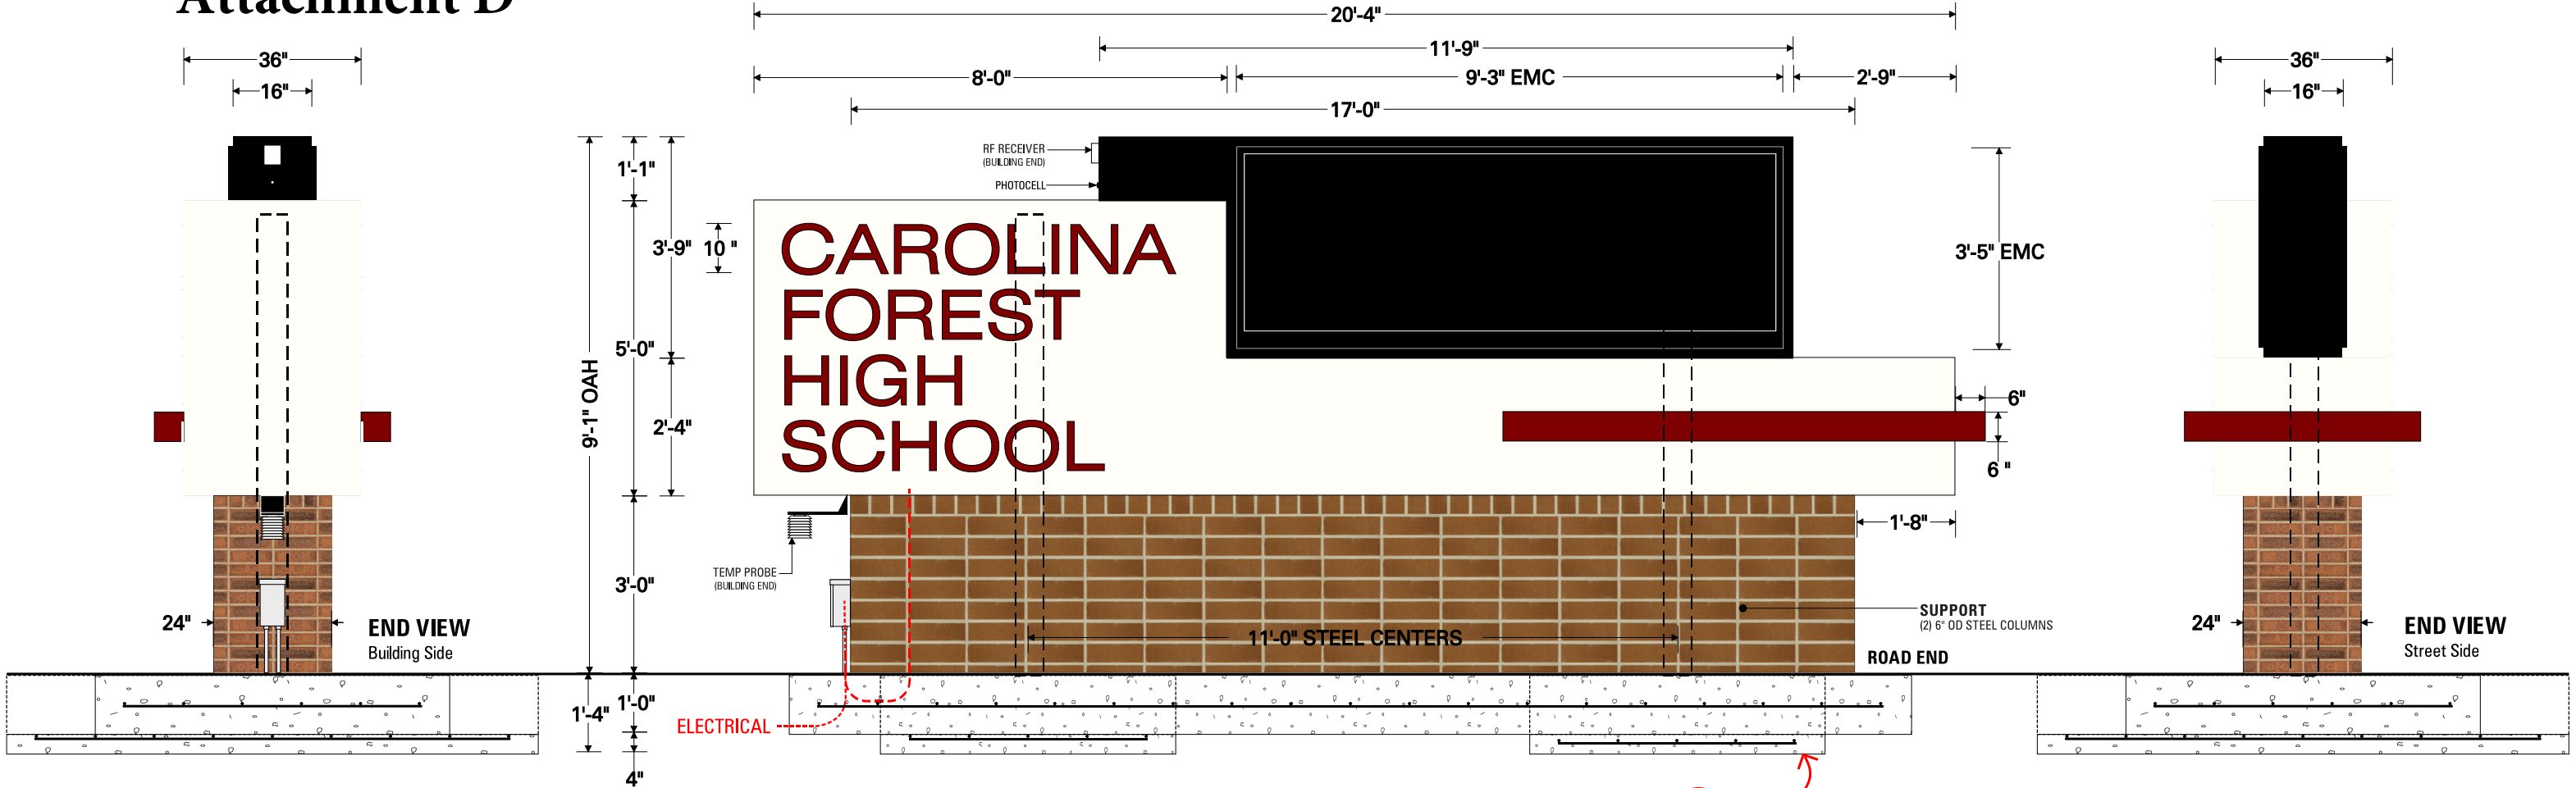 Attachment D
36"
16"
20'-4"
11'-9"
8'-0"
9'-3" EMC
2'-9"
17'-0"
36"
16"
RF RECEIVER
(BUILDING END)
PHOTOCELL
1'-1"
3'-9"
10 "
5'-0"
9'-1" OAH
2'-4"
3'-0"
CAROLINA
FOREST
HIGH
SCHOOL
3'-5" EMC
6"
6 "
1'-8"
TEMP PROBE
(BUILDING END)
24"
END VIEW
Building Side
11'-0" STEEL CENTERS
SUPPORT
(2) 6" OD STEEL COLUMNS
ROAD END
24"
END VIEW
Street Side
1'-4"
1'-0"
4"
ELECTRICAL